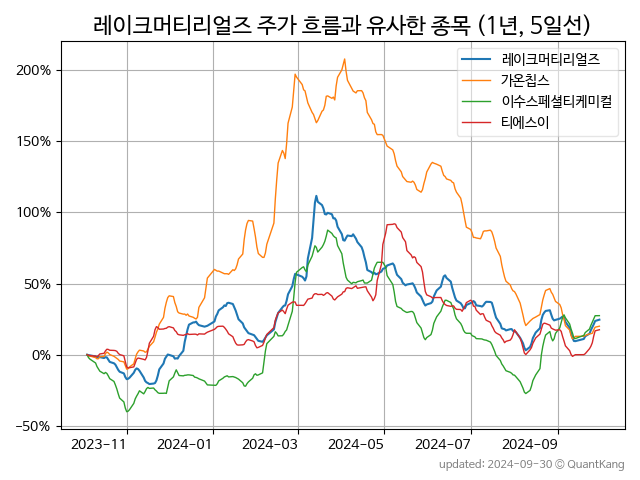 레이크머티리얼즈 주가 흐름과 유사한 종목 (1년, 5일선)
레이크머티리얼즈
가온칩스
이수스페셜티케미컬
티에스이
200%
150%
100%
50%
0%
−50%
2023-11
2024-01
2024-03
2024-05
2024-07
2024-09
updated: 2024-09-30 © QuantKang